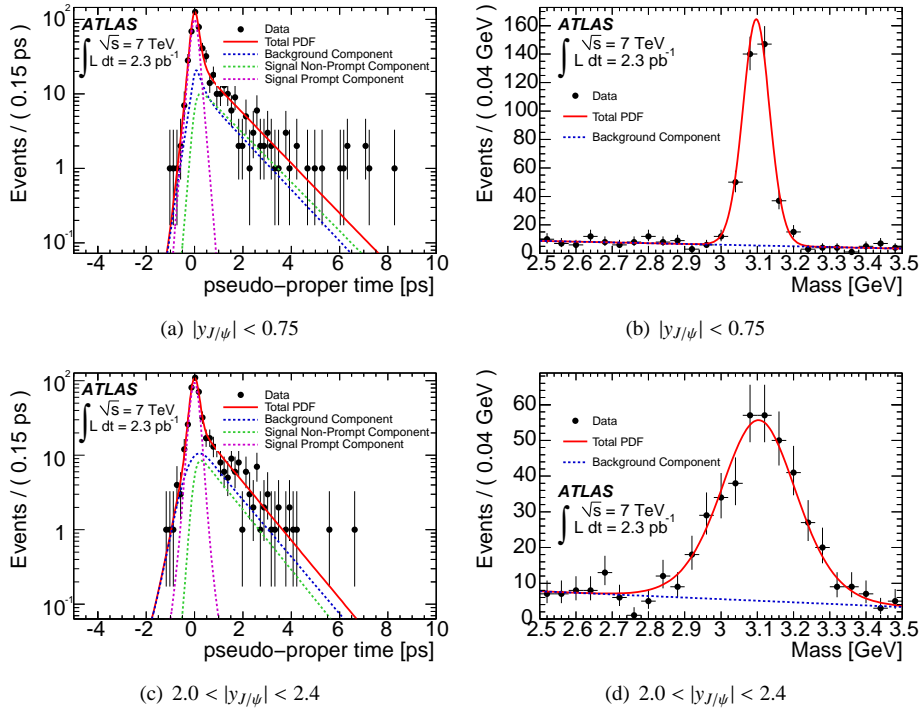 ATLAS
∫ L dt = 2.3 pb⁻¹
√s = 7 TeV
Data
Total PDF
Background Component
Signal Non-Prompt Component
Signal Prompt Component
Events / ( 0.15 ps )
10²
10
1
10⁻¹
-4 -2 0 2 4 6 8 10
pseudo-proper time [ps]
(a) |y_{J/ψ}| < 0.75
ATLAS
√s = 7 TeV
∫ L dt = 2.3 pb⁻¹
Data
Total PDF
Background Component
Events / ( 0.04 GeV )
160
140
120
100
80
60
40
20
0
2.5 2.6 2.7 2.8 2.9 3 3.1 3.2 3.3 3.4 3.5
Mass [GeV]
(b) |y_{J/ψ}| < 0.75
ATLAS
√s = 7 TeV
∫ L dt = 2.3 pb⁻¹
Data
Total PDF
Background Component
Signal Non-Prompt Component
Signal Prompt Component
Events / ( 0.15 ps )
10²
10
1
10⁻¹
-4 -2 0 2 4 6 8 10
pseudo-proper time [ps]
(c) 2.0 < |y_{J/ψ}| < 2.4
Data
Total PDF
Background Component
ATLAS
√s = 7 TeV
∫ L dt = 2.3 pb⁻¹
Events / ( 0.04 GeV )
60
50
40
30
20
10
0
2.5 2.6 2.7 2.8 2.9 3 3.1 3.2 3.3 3.4 3.5
Mass [GeV]
(d) 2.0 < |y_{J/ψ}| < 2.4